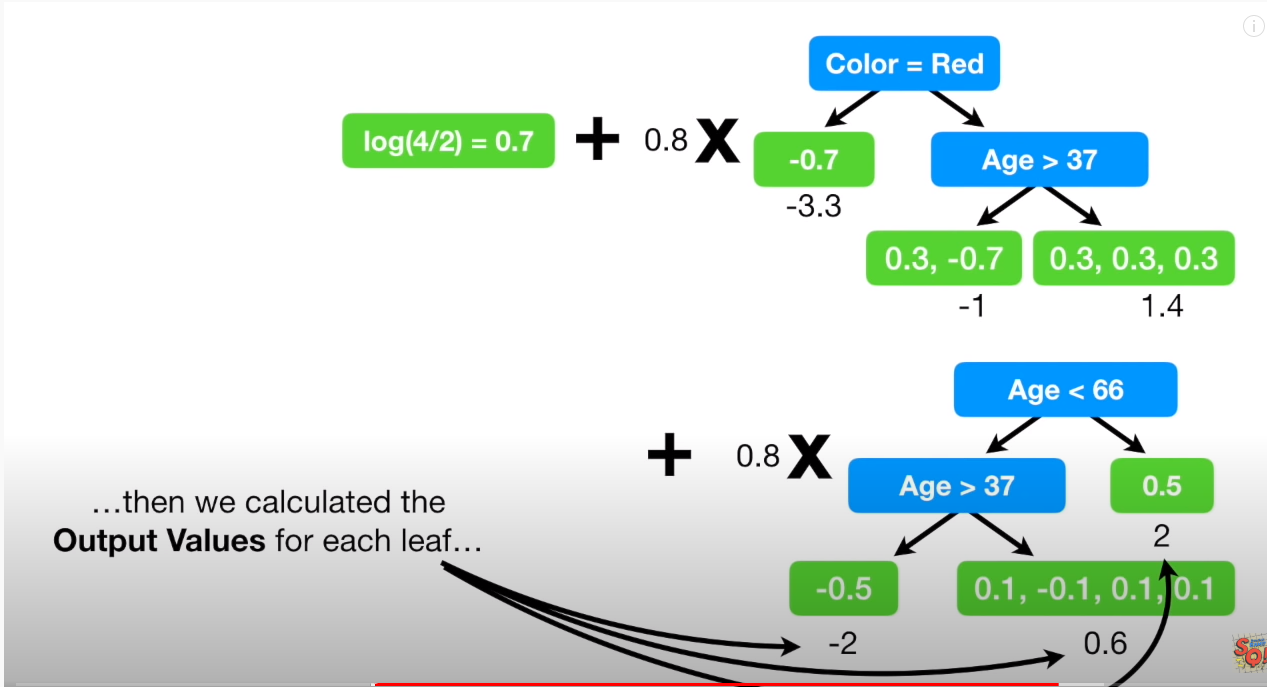 Color = Red
log(4/2) = 0.7 + 0.8 X -0.7 Age > 37
-3.3
0.3, -0.7 0.3, 0.3, 0.3
-1 1.4
Age < 66
+ 0.8 X Age > 37 0.5
…then we calculated the
Output Values for each leaf…
2
-0.5 0.1, -0.1, 0.1, 0.1
-2 0.6